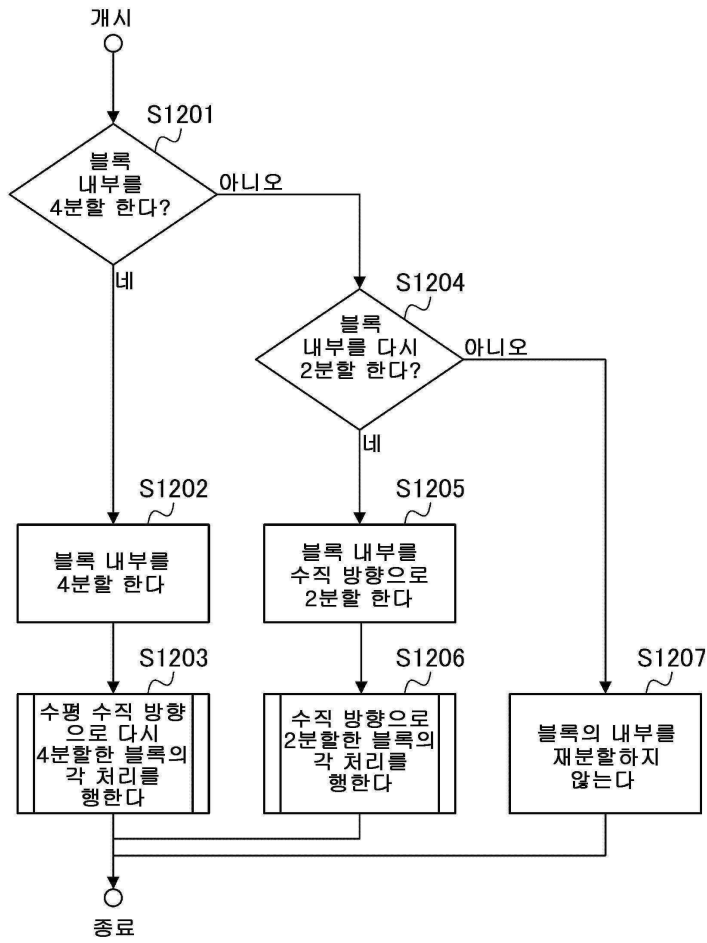 개시
S1201
블록
내부를
4분할 한다?
아니오
네
S1204
블록
내부를 다시
2분할 한다?
아니오
네
S1202
블록 내부를
4분할 한다
S1205
블록 내부를
수직 방향으로
2분할 한다
S1203
수평 수직 방향
으로 다시
4분할한 블록의
각 처리를
행한다
S1206
수직 방향으로
2분할한 블록의
각 처리를
행한다
S1207
블록의 내부를
재분할하지
않는다
종료